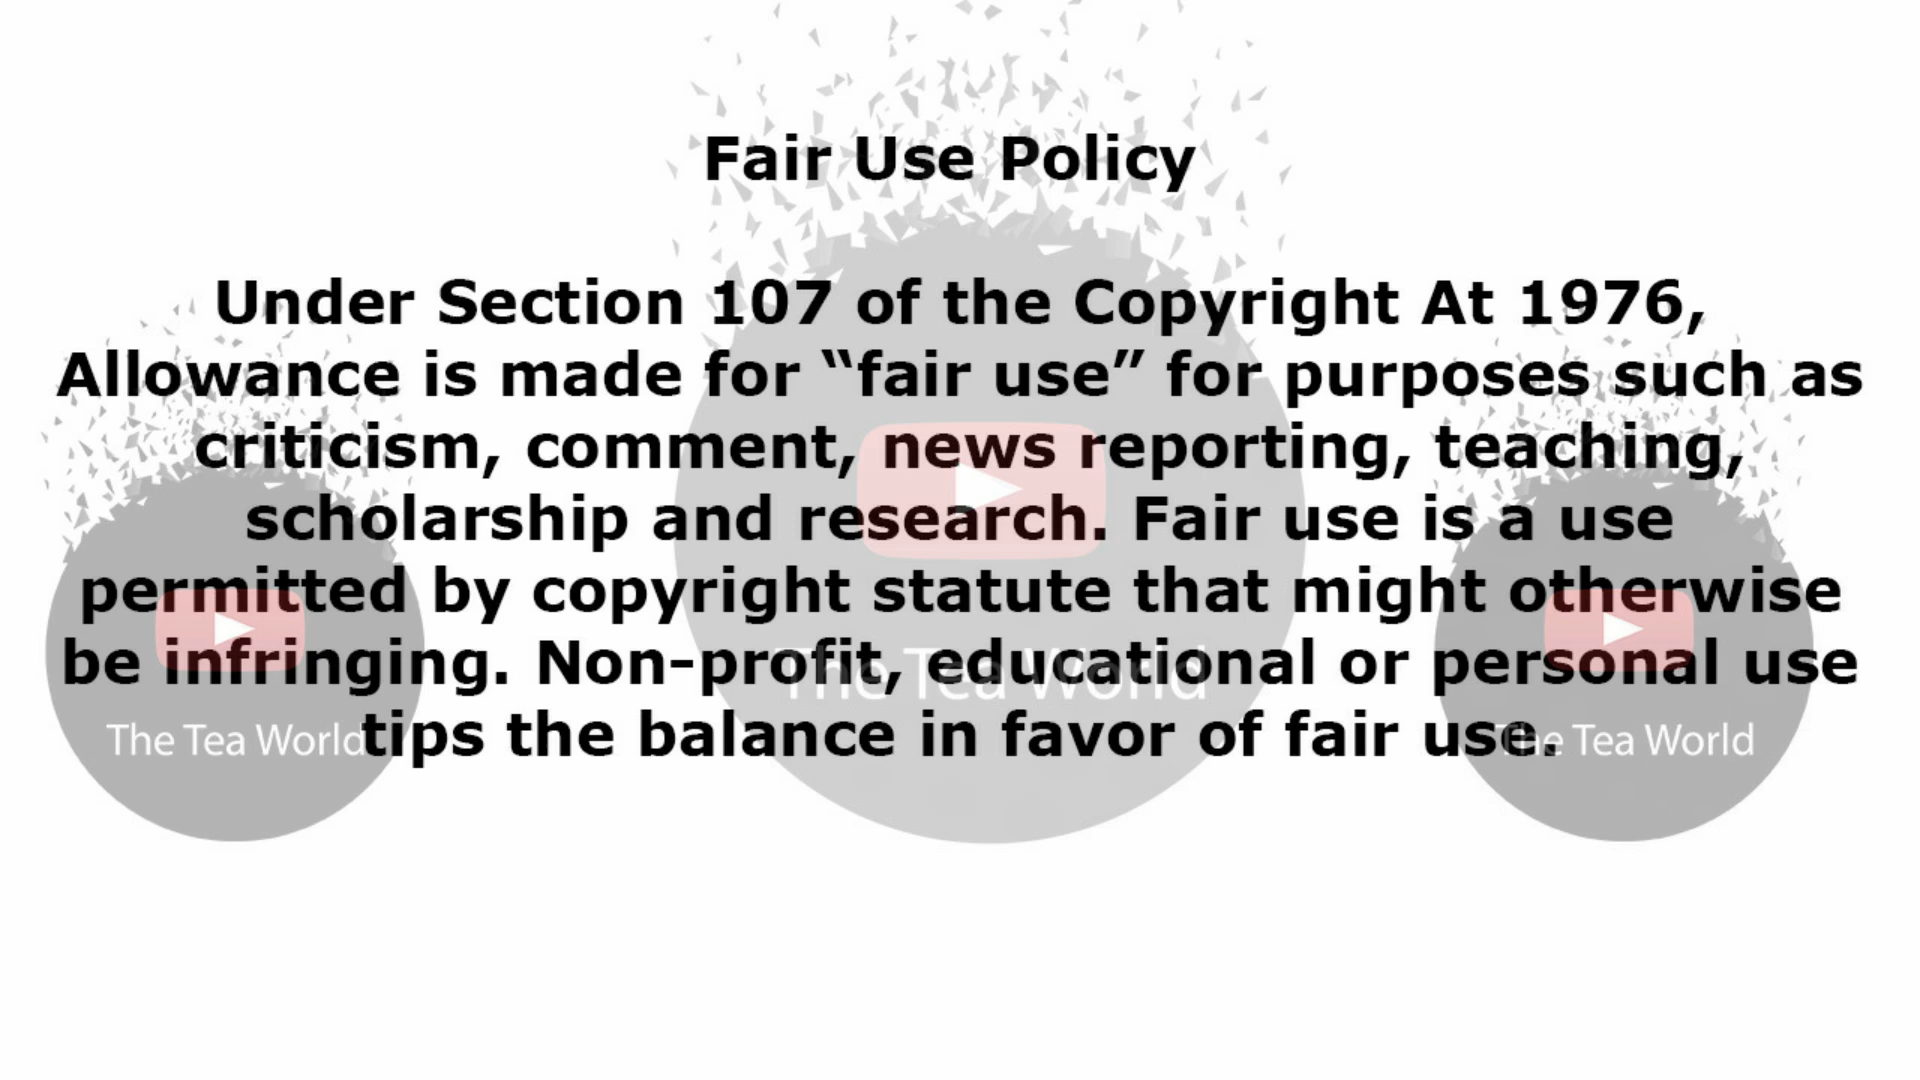 Fair Use Policy
Under Section 107 of the Copyright At 1976,
Allowance is made for “fair use” for purposes such as
criticism, comment, news reporting, teaching,
scholarship and research. Fair use is a use
permitted by copyright statute that might otherwise
be infringing. Non-profit, educational or personal use
tips the balance in favor of fair use.
The Tea World
The Tea World
The Tea World